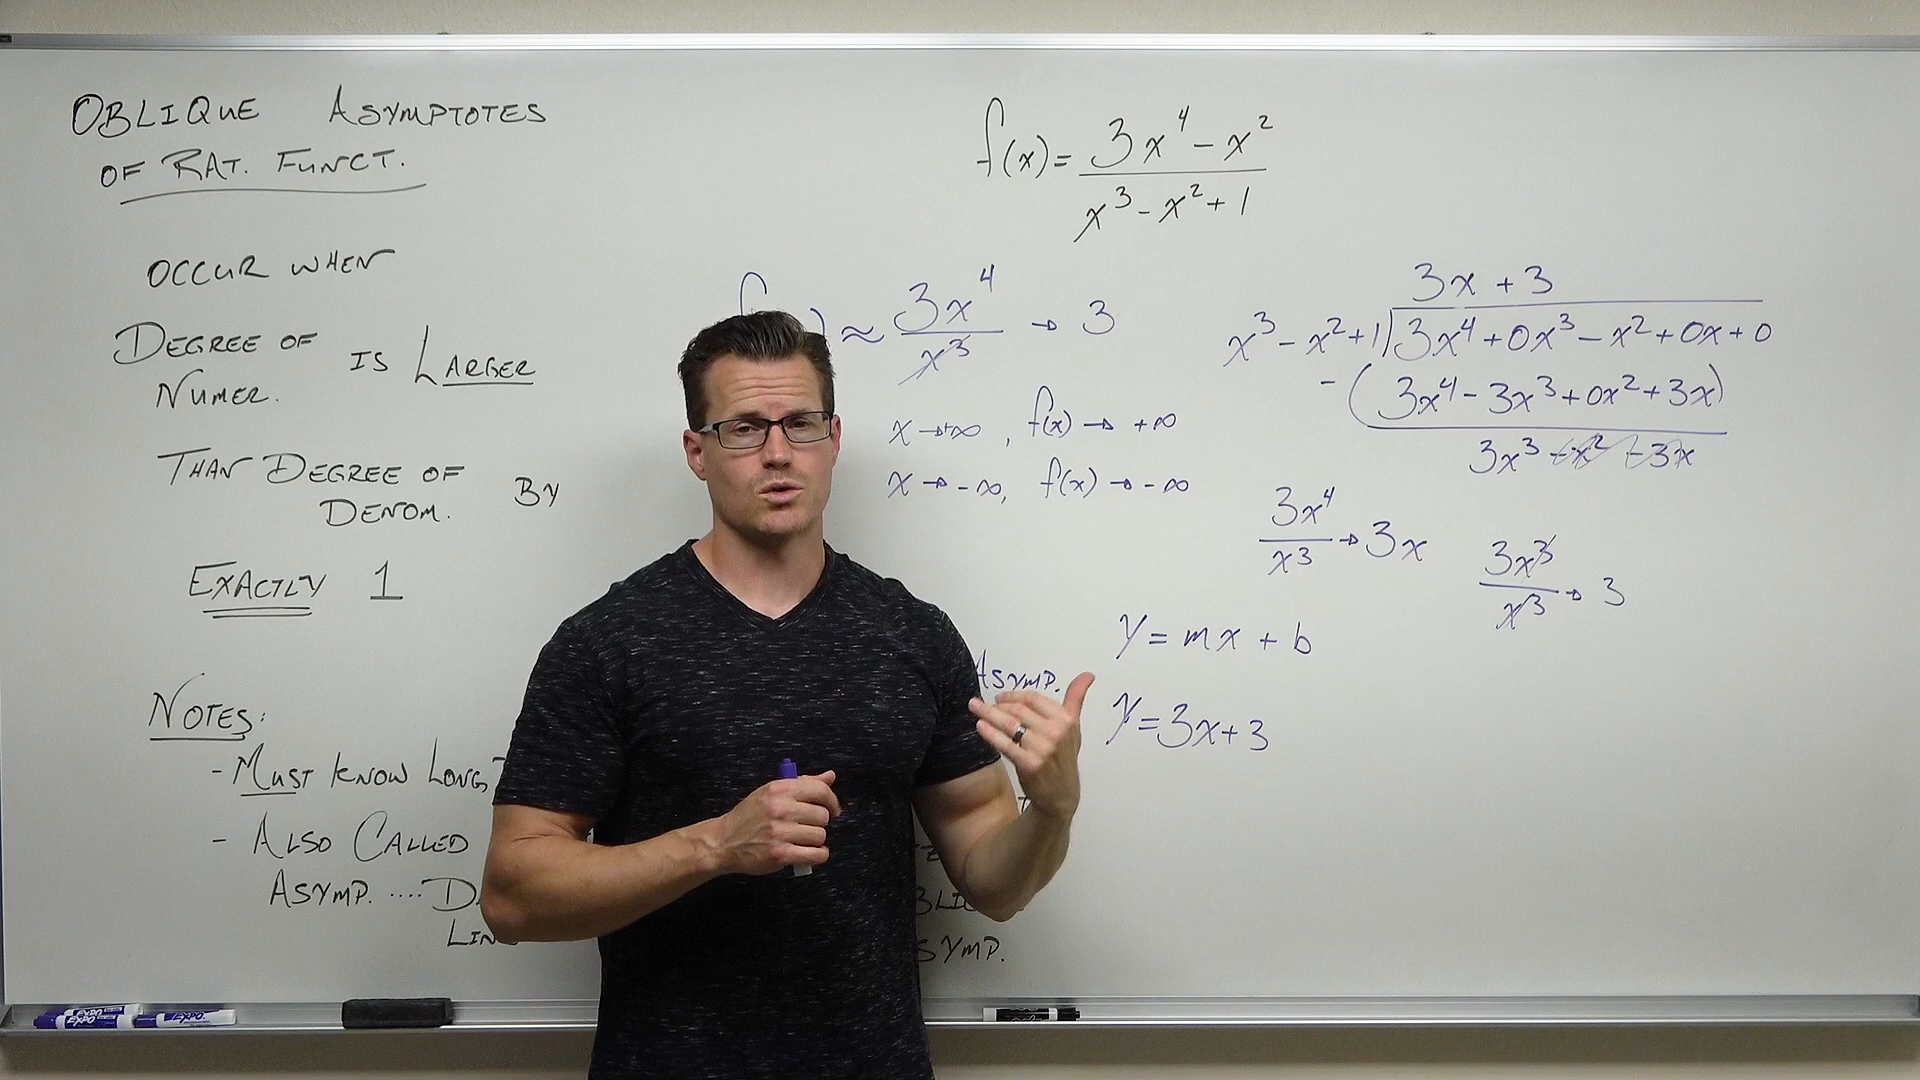 OBLIQUE ASYMPTOTES
OF RAT. FUNCT.
OCCUR WHEN
DEGREE OF
NUMER.
IS LARGER
THAN DEGREE OF
DENOM.
BY
EXACTLY 1
NOTES:
- MUST KNOW LONG
- ALSO CALLED
ASYMP. ....
f(x) = (3x⁴ - x²)/(x³ - x² + 1)
≈ 3x⁴/x³ → 3
x → +∞, f(x) → +∞
x → -∞, f(x) → -∞
3x + 3
x³ - x² + 1) 3x⁴ + 0x³ - x² + 0x + 0
- (3x⁴ - 3x³ + 0x² + 3x)
3x³ - x² - 3x
3x⁴/x³ → 3x
3x³/x³ → 3
y = mx + b
ASYMP.
y = 3x + 3
EXPO
EXPO
EXPO